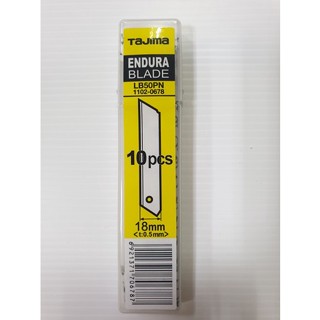 TAJIMA
ENDURA
BLADE
LB50PN
1102-0678
10pcs
18mm
<t:0.5mm>